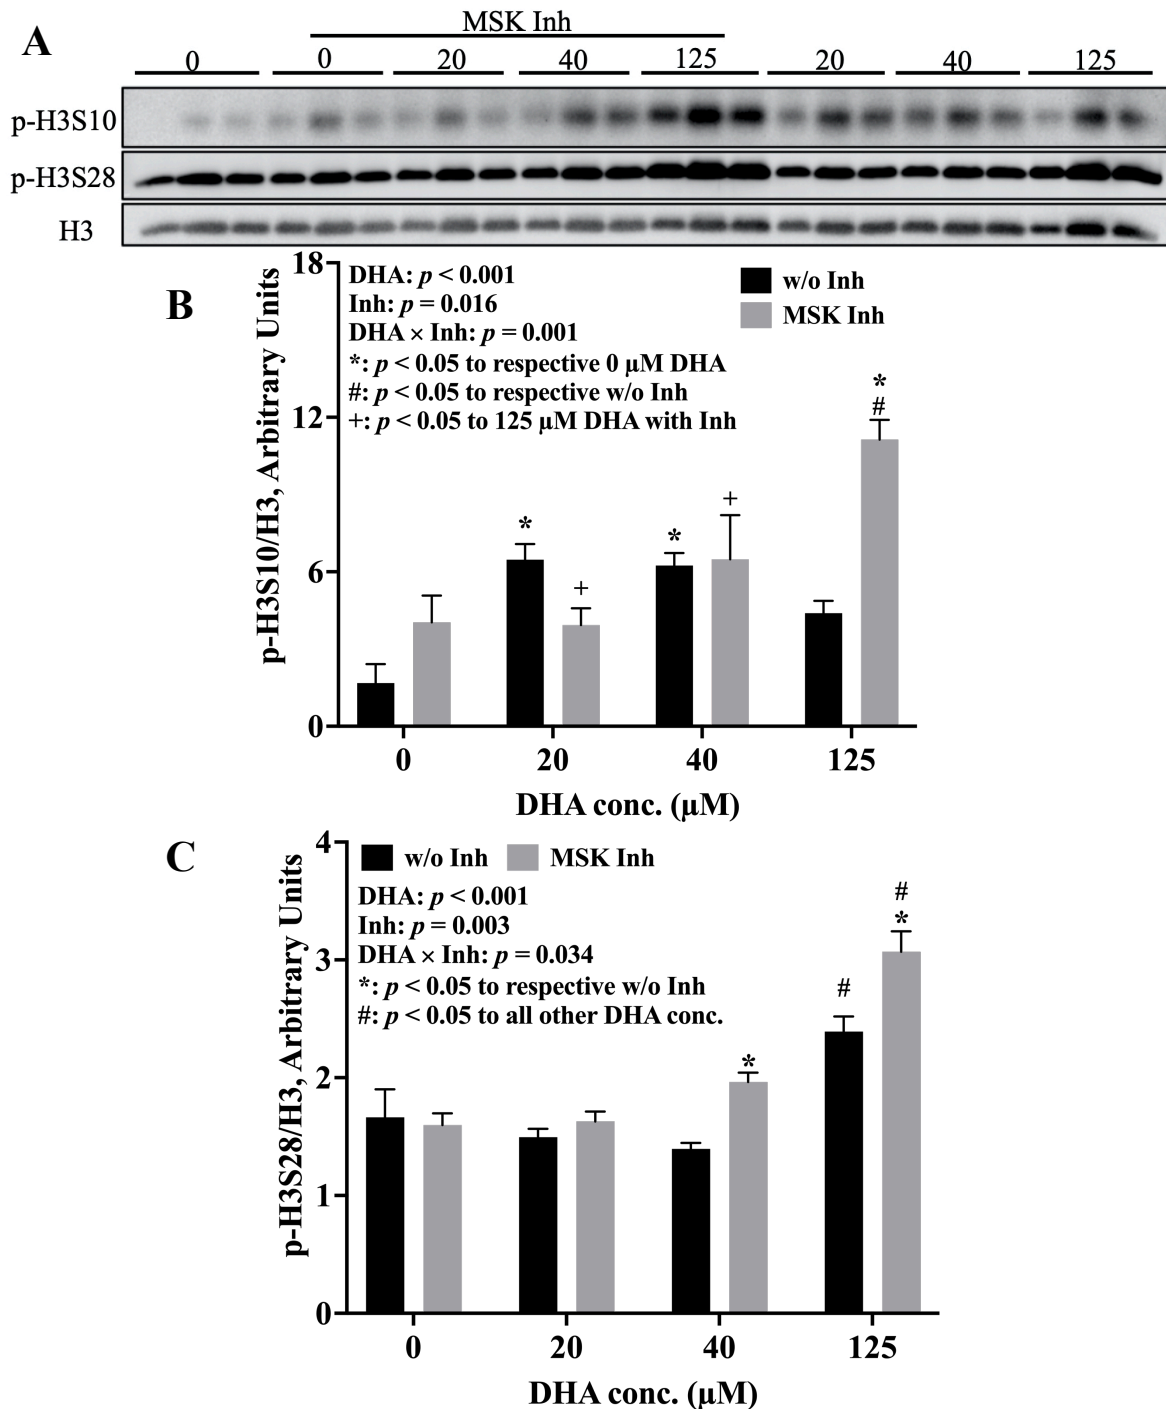 A
MSK Inh
0 0 20 40 125 20 40 125
p-H3S10
p-H3S28
H3
B
p-H3S10/H3, Arbitrary Units
18
12
6
0
DHA: p < 0.001
Inh: p = 0.016
DHA × Inh: p = 0.001
*: p < 0.05 to respective 0 μM DHA
#: p < 0.05 to respective w/o Inh
+: p < 0.05 to 125 μM DHA with Inh
w/o Inh
MSK Inh
*
+
*
+
*
#
0 20 40 125
DHA conc. (μM)
C
p-H3S28/H3, Arbitrary Units
4
3
2
1
0
w/o Inh MSK Inh
DHA: p < 0.001
Inh: p = 0.003
DHA × Inh: p = 0.034
*: p < 0.05 to respective w/o Inh
#: p < 0.05 to all other DHA conc.
*
#
#
*
0 20 40 125
DHA conc. (μM)